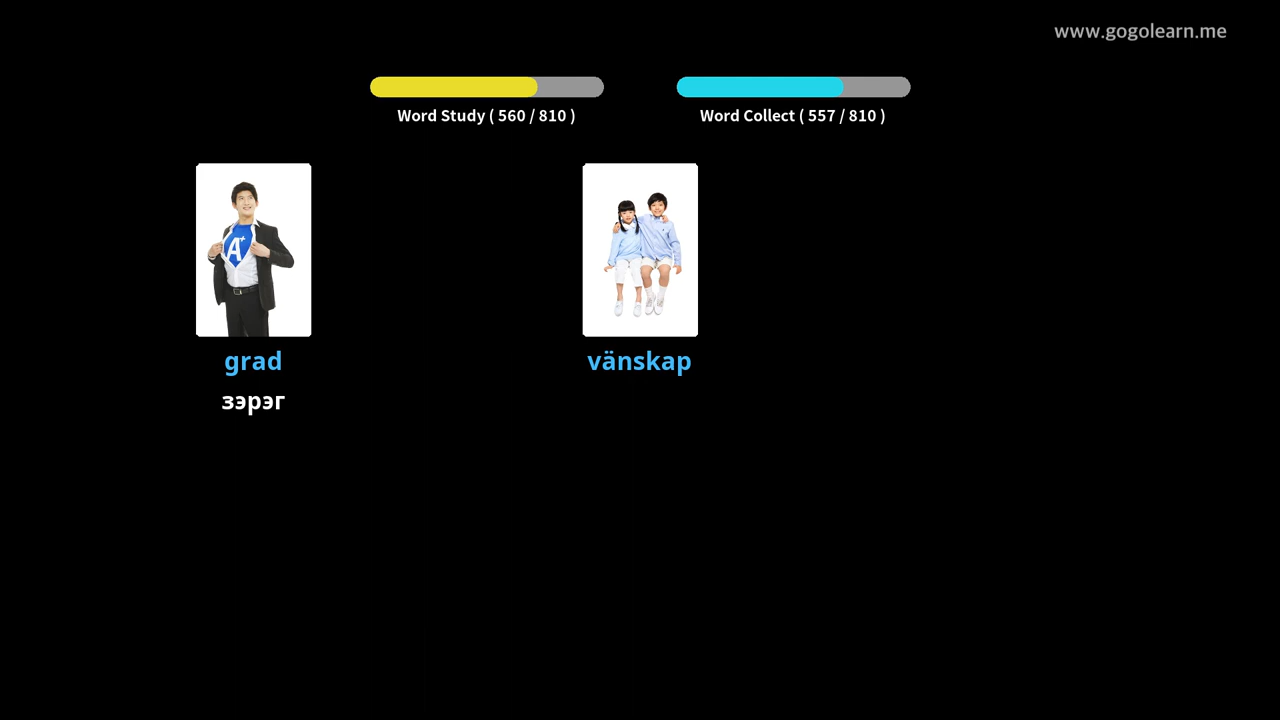 www.gogolearn.me
Word Study ( 560 / 810 )
Word Collect ( 557 / 810 )
A+
grad
vänskap
зэрэг